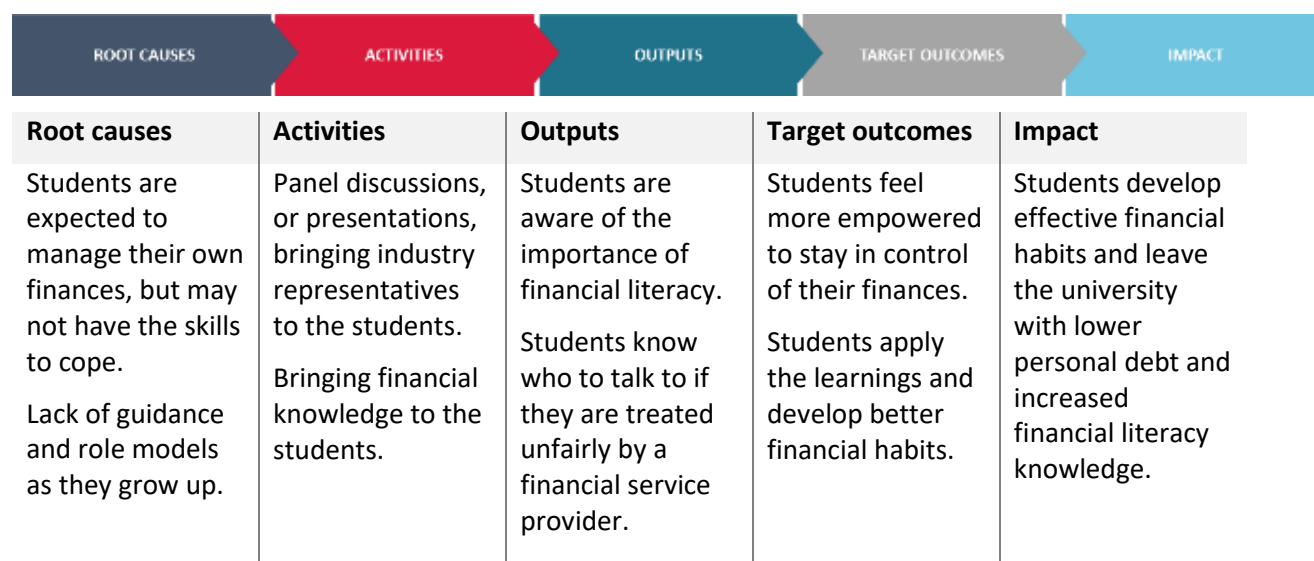 ROOT CAUSES
ACTIVITIES
OUTPUTS
TARGET OUTCOMES
IMPACT
Root causes
Activities
Outputs
Target outcomes
Impact
Students are
expected to
manage their own
finances, but may
not have the skills
to cope.
Lack of guidance
and role models
as they grow up.
Panel discussions,
or presentations,
bringing industry
representatives
to the students.
Bringing financial
knowledge to the
students.
Students are
aware of the
importance of
financial literacy.
Students know
who to talk to if
they are treated
unfairly by a
financial service
provider.
Students feel
more empowered
to stay in control
of their finances.
Students apply
the learnings and
develop better
financial habits.
Students develop
effective financial
habits and leave
the university
with lower
personal debt and
increased
financial literacy
knowledge.